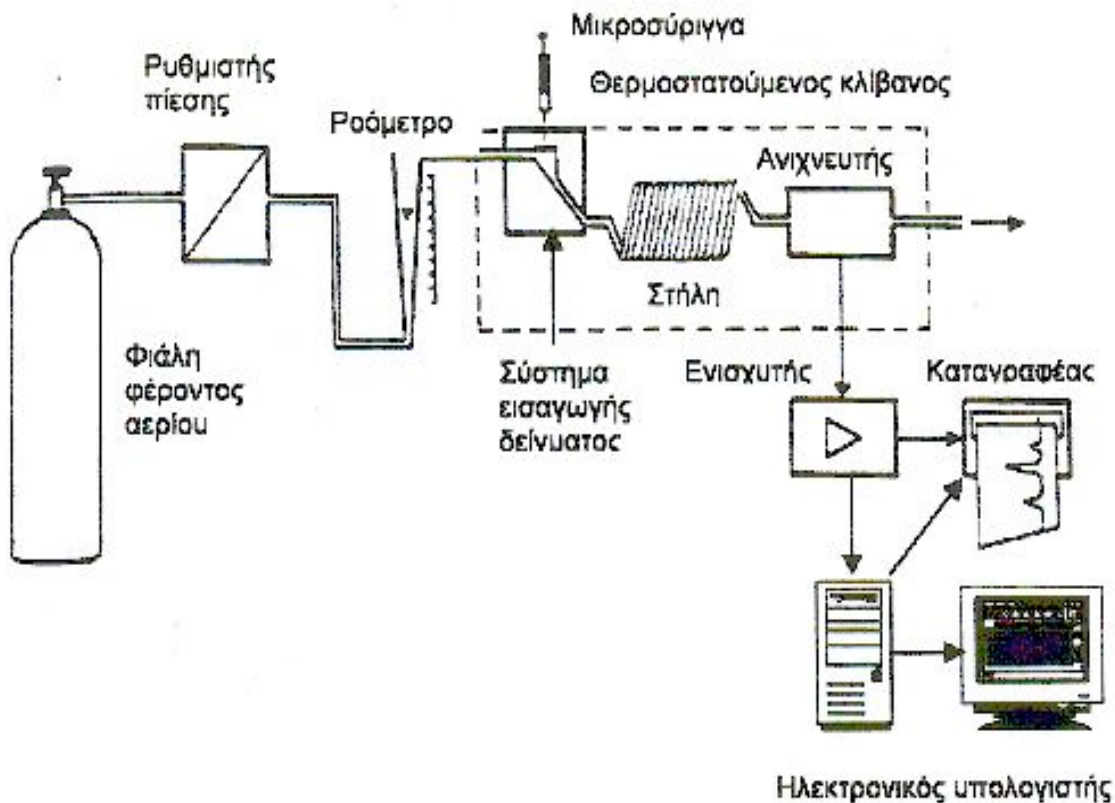 Μικροσύριγγα
Ρυθμιστής
πίεσης
Θερμοστατούμενος κλίβανος
Ροόμετρο
Ανιχνευτής
Στήλη
Φιάλη
φέροντος
αερίου
Σύστημα
εισαγωγής
δείγματος
Ενισχυτής
Καταγραφέας
Ηλεκτρονικός υπολογιστής